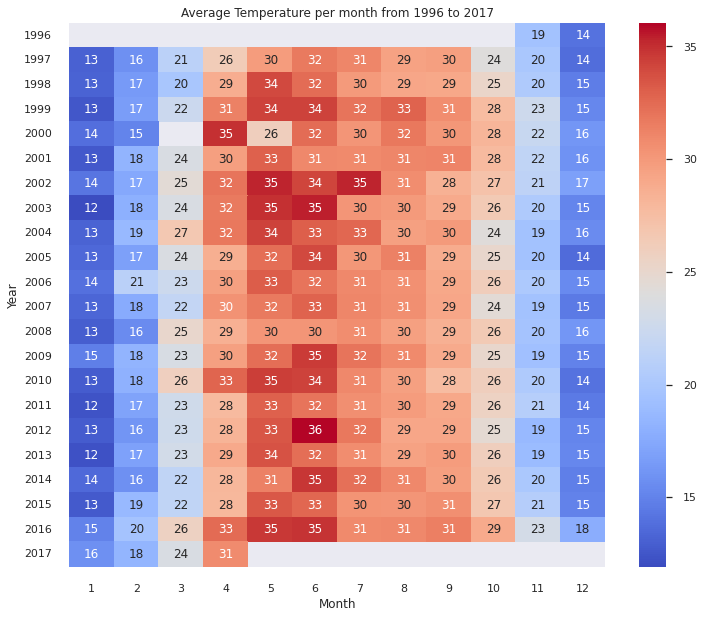 Average Temperature per month from 1996 to 2017
1996 19 14
1997 13 16 21 26 30 32 31 29 30 24 20 14
1998 13 17 20 29 34 32 30 29 29 25 20 15
1999 13 17 22 31 34 34 32 33 31 28 23 15
2000 14 15 35 26 32 30 32 30 28 22 16
2001 13 18 24 30 33 31 31 31 31 28 22 16
2002 14 17 25 32 35 34 35 31 28 27 21 17
2003 12 18 24 32 35 35 30 30 29 26 20 15
2004 13 19 27 32 34 33 33 30 30 24 19 16
2005 13 17 24 29 32 34 30 31 29 25 20 14
2006 14 21 23 30 33 32 31 31 29 26 20 15
2007 13 18 22 30 32 33 31 31 29 24 19 15
2008 13 16 25 29 30 30 31 30 29 26 20 16
2009 15 18 23 30 32 35 32 31 29 25 19 15
2010 13 18 26 33 35 34 31 30 28 26 20 14
2011 12 17 23 28 33 32 31 30 29 26 21 14
2012 13 16 23 28 33 36 32 29 29 25 19 15
2013 12 17 23 29 34 32 31 29 30 26 19 15
2014 14 16 22 28 31 35 32 31 30 26 20 15
2015 13 19 22 28 33 33 30 30 31 27 21 15
2016 15 20 26 33 35 35 31 31 31 29 23 18
2017 16 18 24 31
1 2 3 4 5 6 7 8 9 10 11 12
Month
Year
35
30
25
20
15